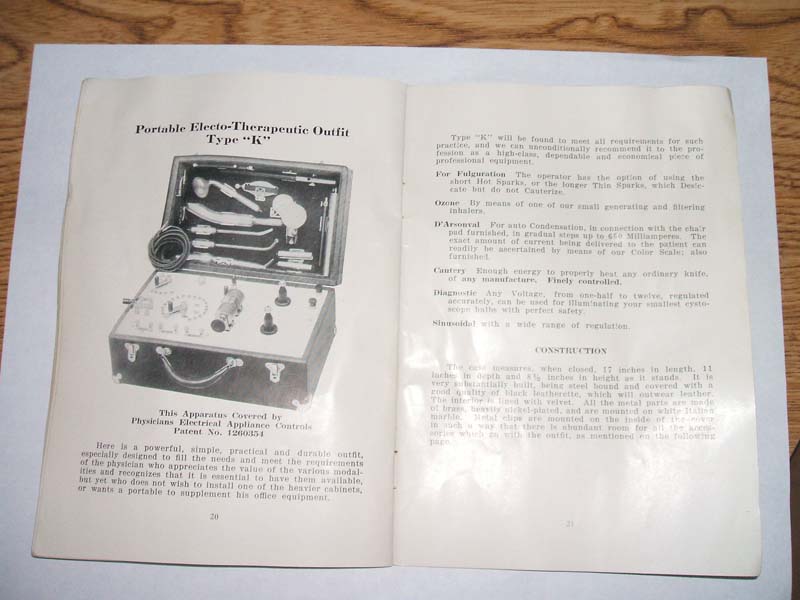 Portable Electo-Therapeutic Outfit
Type “K”
This Apparatus Covered by
Physicians Electrical Appliance Controls
Patent No. 1260354
Here is a powerful, simple, practical and durable outfit,
especially designed to fill the needs and meet the requirements
of the physician who appreciates the value of the various modal-
ities and recognizes that it is essential to have them available,
but yet who does not wish to install one of the heavier cabinets,
or wants a portable to supplement his office equipment.
20
Type “K” will be found to meet all requirements for such
practice, and we can unconditionally recommend it to the pro-
fession as a high-class, dependable and economical piece of
professional equipment.
For Fulguration The operator has the option of using the
short Hot Sparks, or the longer Thin Sparks, which Desic-
cate but do not Cauterize.
Ozone By means of one of our small generating and filtering
inhalers.
D'Arsonval For auto Condensation, in connection with the chair
pad furnished, in gradual steps up to 650 Milliamperes. The
exact amount of current being delivered to the patient can
readily be ascertained by means of our Color Scale; also
furnished.
Cautery Enough energy to properly heat any ordinary knife,
of any manufacture. Finely controlled.
Diagnostic Any Voltage, from one-half to twelve, regulated
accurately, can be used for illuminating your smallest cysto-
scope bulbs with perfect safety.
Sinusoidal with a wide range of regulation.
CONSTRUCTION
The case measures, when closed, 17 inches in length, 11
inches in depth and 8½ inches in height as it stands. It is
very substantially built, being steel bound and covered with a
good quality of black leatherette, which will outwear leather.
The interior is lined with velvet. All the metal parts are made
of brass, heavily nickel-plated, and are mounted on white Italian
marble. Metal clips are mounted on the inside of the cover
in such a way that there is abundant room for all the acces-
sories which go with the outfit, as mentioned on the following
page.
21